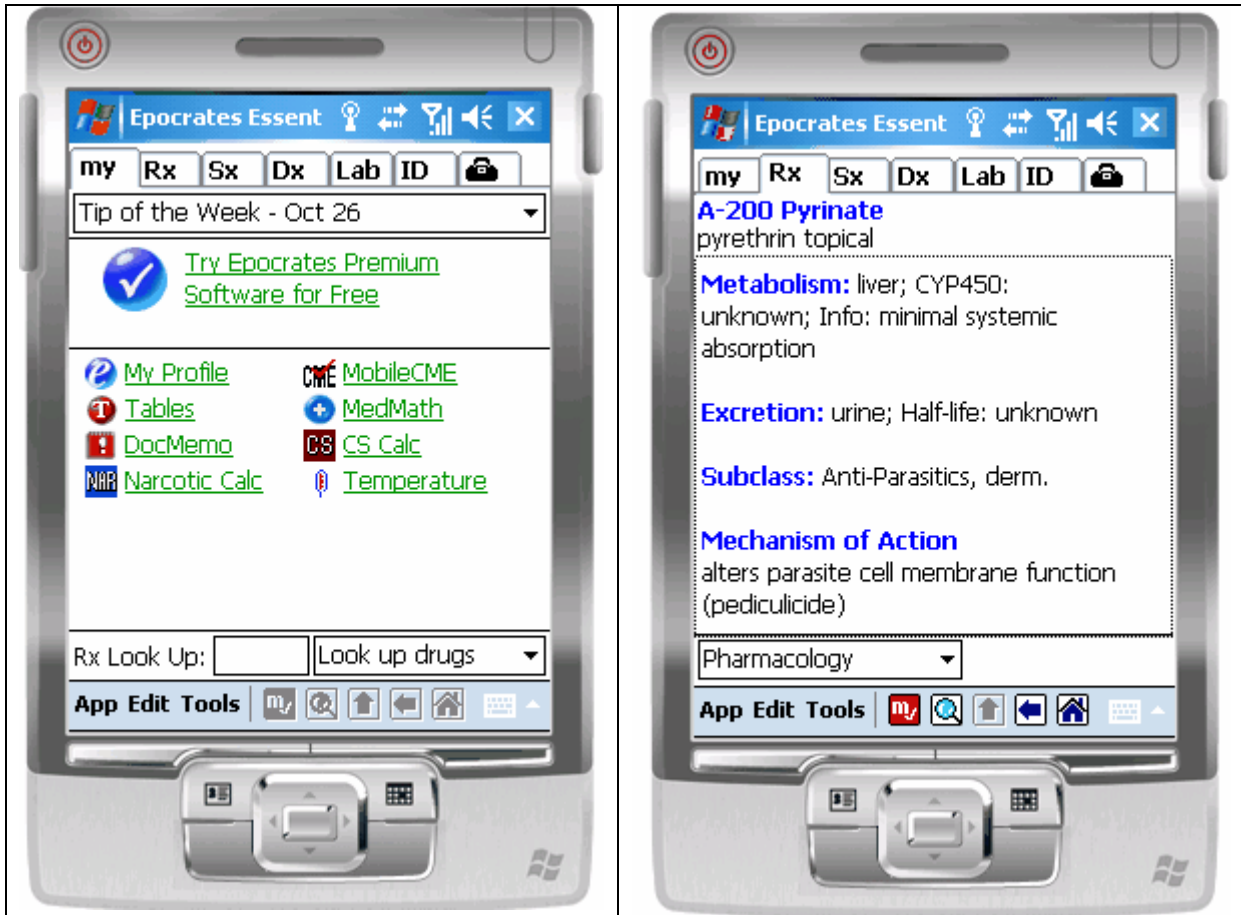 Epocrates Essent
my Rx Sx Dx Lab ID
Tip of the Week - Oct 26
Try Epocrates Premium
Software for Free
My Profile
CME MobileCME
T Tables
MedMath
DocMemo
CS CS Calc
NAR Narcotic Calc
Temperature
Rx Look Up: Look up drugs
App Edit Tools
Epocrates Essent
my Rx Sx Dx Lab ID
A-200 Pyrinate
pyrethrin topical
Metabolism: liver; CYP450:
unknown; Info: minimal systemic
absorption
Excretion: urine; Half-life: unknown
Subclass: Anti-Parasitics, derm.
Mechanism of Action
alters parasite cell membrane function
(pediculicide)
Pharmacology
App Edit Tools